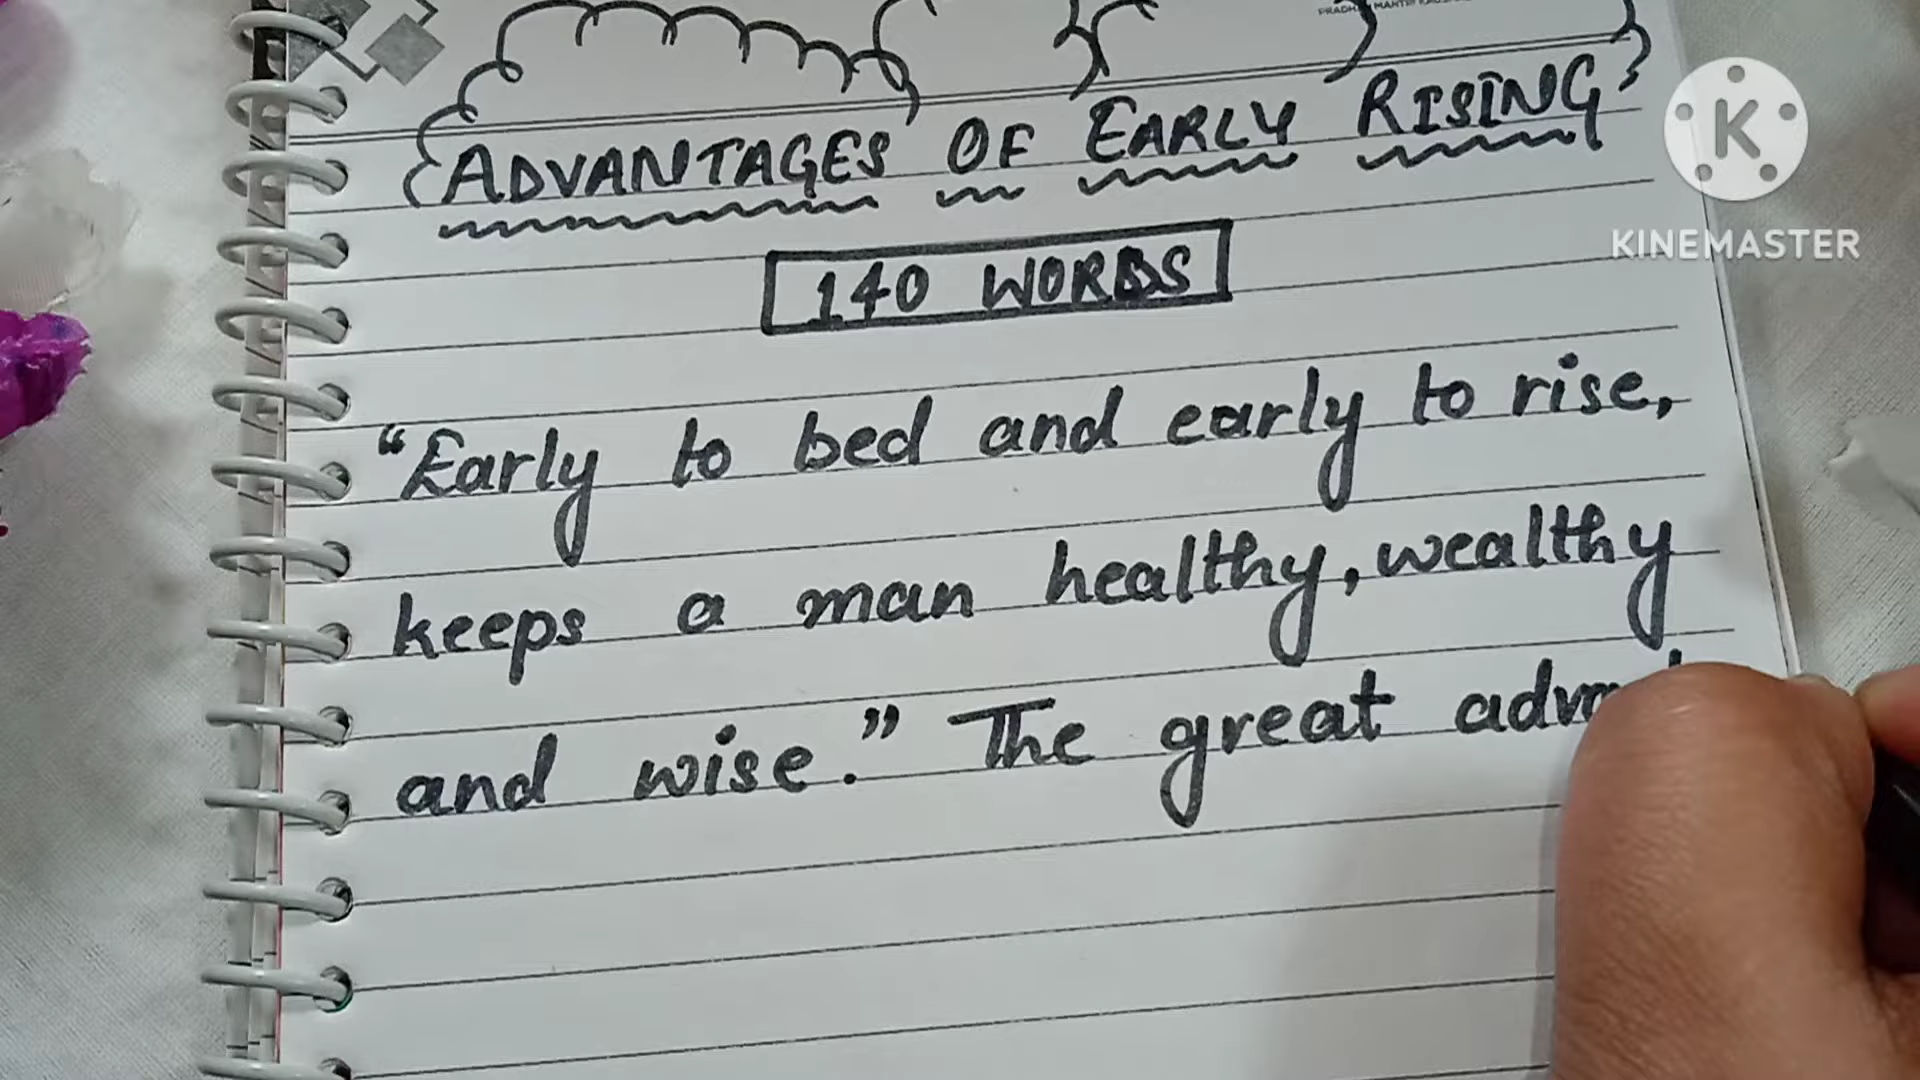 ADVANTAGES OF EARLY RISING
140 WORDS
"Early to bed and early to rise,
keeps a man healthy, wealthy
and wise." The great
KINEMASTER